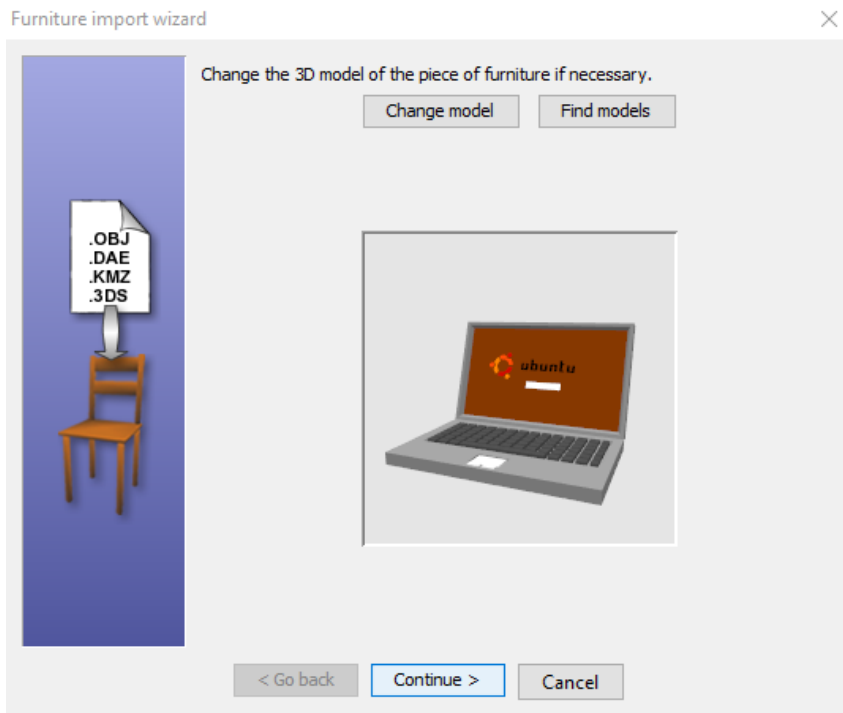 Furniture import wizard
Change the 3D model of the piece of furniture if necessary.
Change model
Find models
.OBJ
.DAE
.KMZ
.3DS
ubuntu
< Go back
Continue >
Cancel